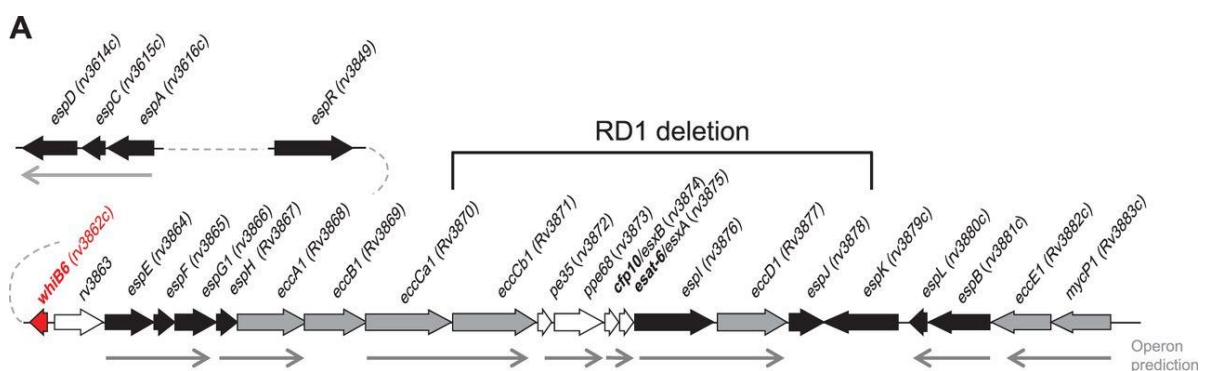 A
espD (rv3614c)
espC (rv3615c)
espA (rv3616c)
espR (rv3849)
RD1 deletion
whiB6 (rv3862c)
rv3863
espE (rv3864)
espF (rv3865)
espG1 (rv3866)
espH (Rv3867)
eccA1 (Rv3868)
eccB1 (Rv3869)
eccCa1 (Rv3870)
eccCb1 (Rv3871)
pe35 (rv3872)
ppe68 (rv3873)
cfp10/esxB (rv3874)
esat-6/esxA (rv3875)
espI (rv3876)
eccD1 (Rv3877)
espJ (rv3878)
espK (rv3879c)
espL (rv3880c)
espB (rv3881c)
eccE1 (Rv3882c)
mycP1 (Rv3883c)
Operon
prediction